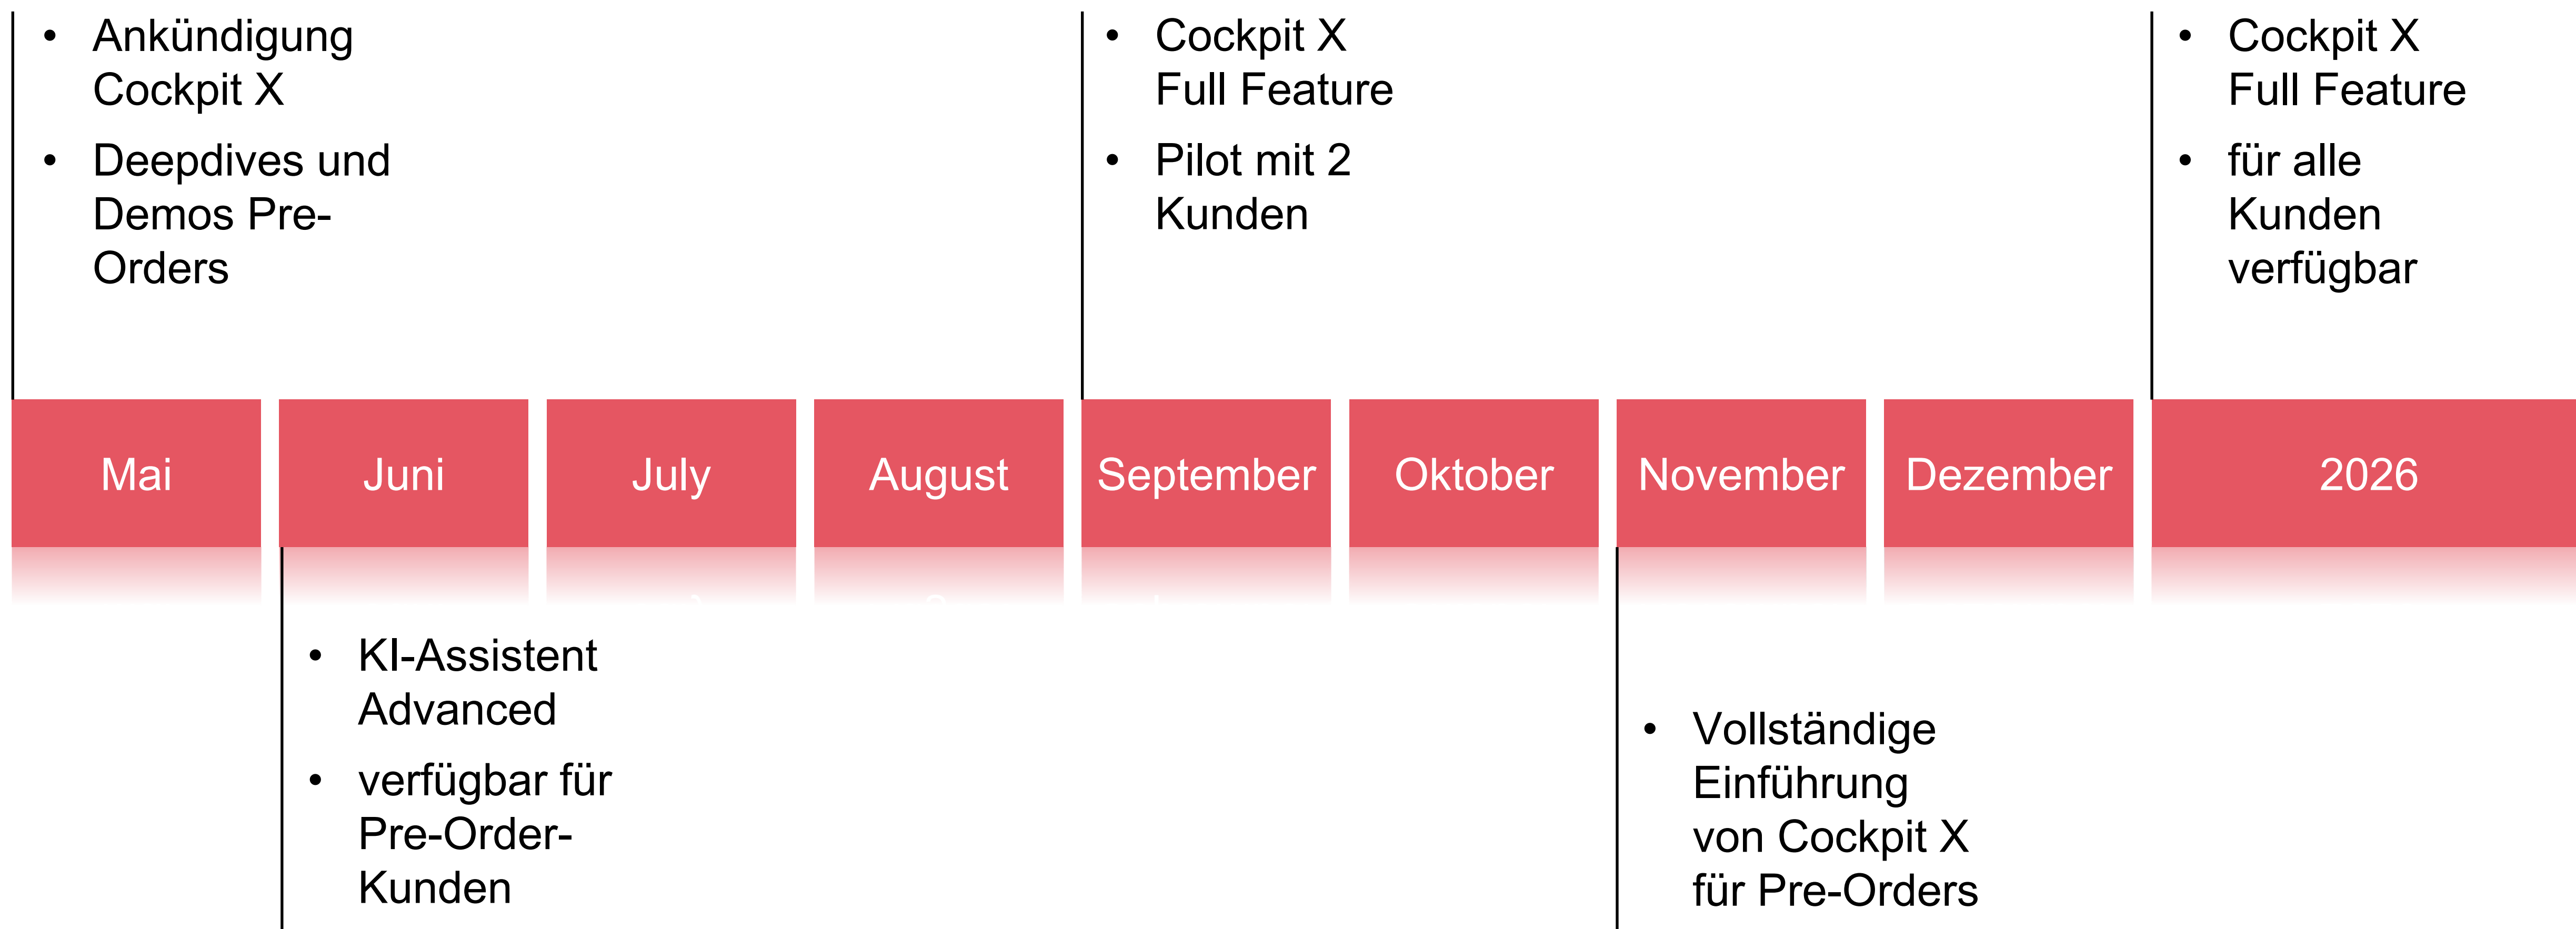 • Ankündigung
Cockpit X
• Deepdives und
Demos Pre-
Orders
• Cockpit X
Full Feature
• Pilot mit 2
Kunden
• Cockpit X
Full Feature
• für alle
Kunden
verfügbar
Mai
Juni
July
August
September
Oktober
November
Dezember
2026
• KI-Assistent
Advanced
• verfügbar für
Pre-Order-
Kunden
• Vollständige
Einführung
von Cockpit X
für Pre-Orders